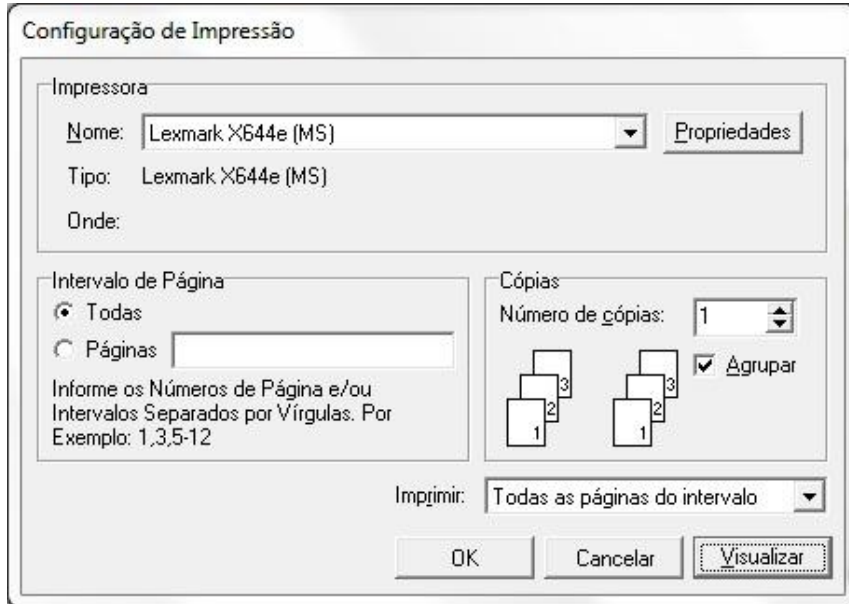 Configuração de Impressão
Impressora
Nome: Lexmark X644e (MS) Propriedades
Tipo: Lexmark X644e (MS)
Onde:
Intervalo de Página
Todas
Páginas
Informe os Números de Página e/ou
Intervalos Separados por Vírgulas. Por
Exemplo: 1,3,5-12
Cópias
Número de cópias: 1
Agrupar
3 3
2 2
1 1
Imprimir: Todas as páginas do intervalo
OK Cancelar Visualizar